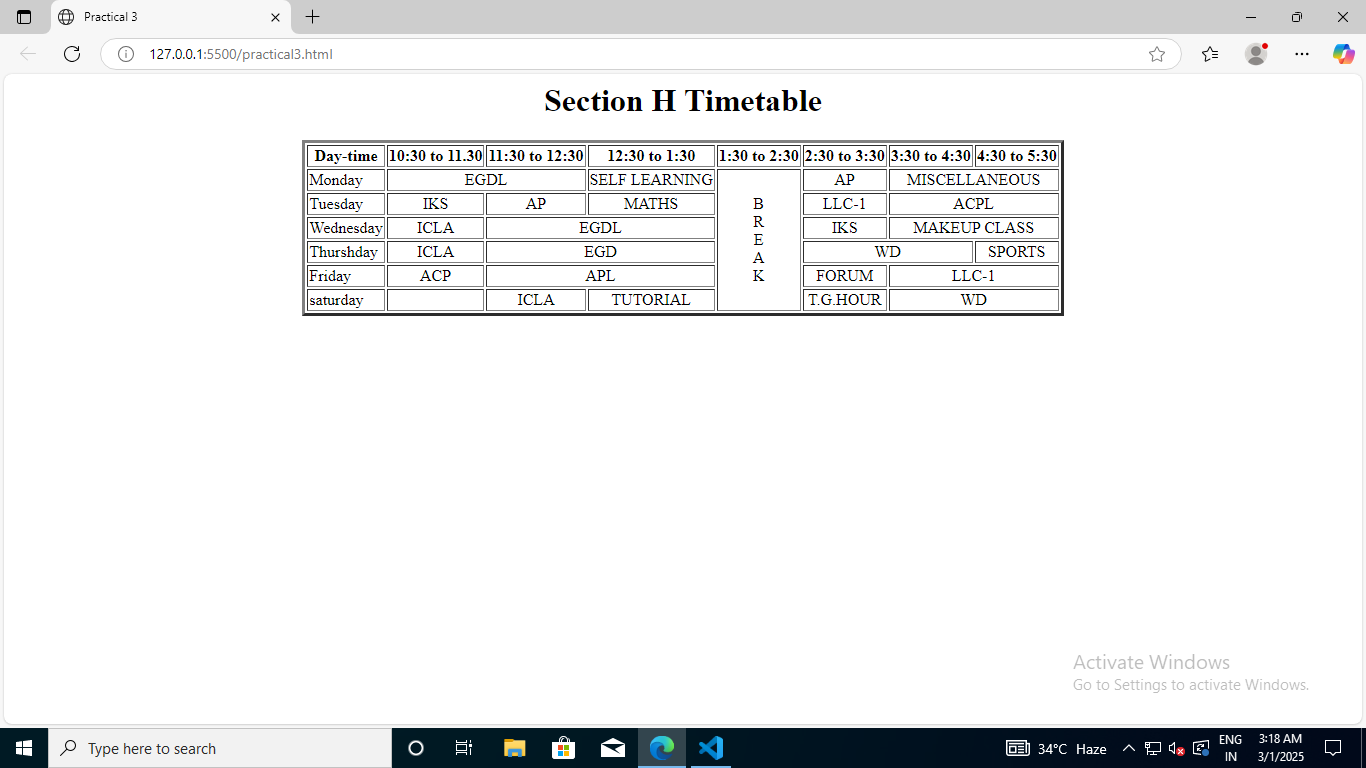 Practical 3
127.0.0.1:5500/practical3.html
Section H Timetable
Day-time 10:30 to 11.30 11:30 to 12:30 12:30 to 1:30 1:30 to 2:30 2:30 to 3:30 3:30 to 4:30 4:30 to 5:30
Monday EGDL SELF LEARNING AP MISCELLANEOUS
Tuesday IKS AP MATHS B LLC-1 ACPL
R
Wednesday ICLA EGDL IKS MAKEUP CLASS
E
Thurshday ICLA EGD WD SPORTS
A
Friday ACP APL K FORUM LLC-1
saturday ICLA TUTORIAL T.G.HOUR WD
Activate Windows
Go to Settings to activate Windows.
Type here to search
34°C Haze
ENG
IN
3:18 AM
3/1/2025